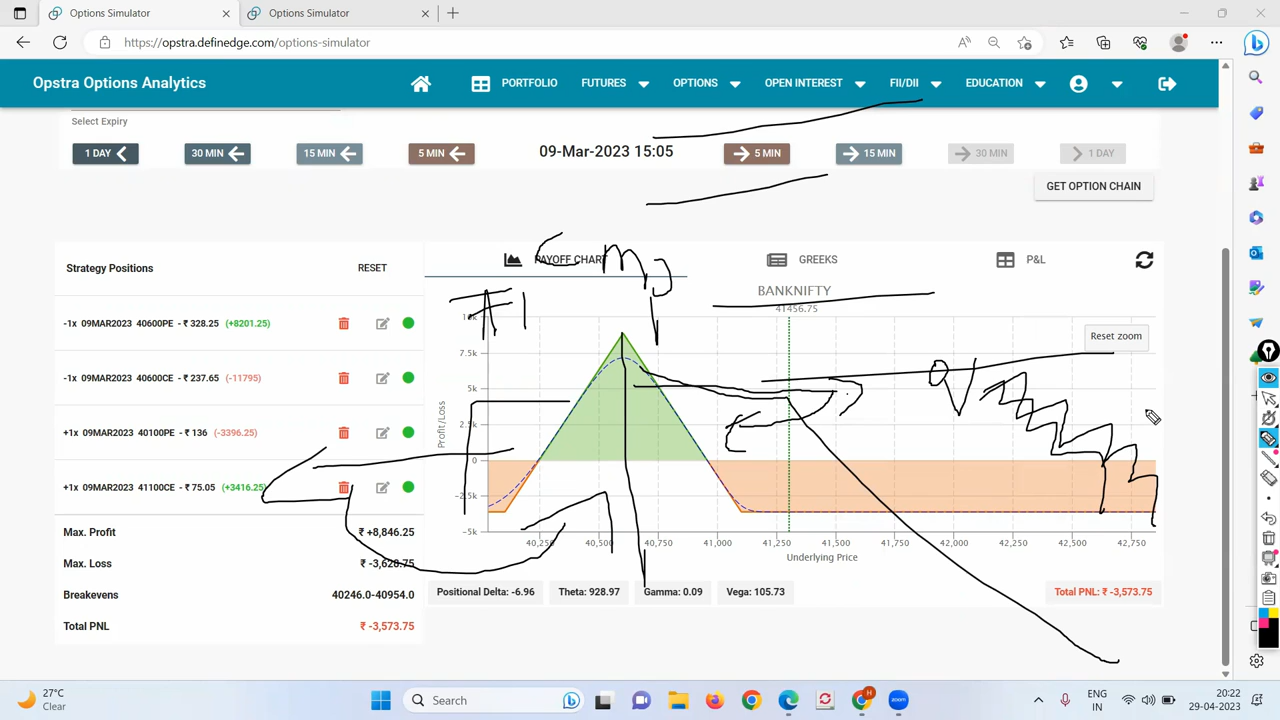 Options Simulator
Options Simulator
https://opstra.definedge.com/options-simulator
Opstra Options Analytics
PORTFOLIO
FUTURES
OPTIONS
OPEN INTEREST
FII/DII
EDUCATION
Select Expiry
1 DAY
30 MIN
15 MIN
5 MIN
09-Mar-2023 15:05
5 MIN
15 MIN
30 MIN
1 DAY
GET OPTION CHAIN
Strategy Positions
RESET
PAYOFF CHART
GREEKS
P&L
BANKNIFTY
41456.75
Reset zoom
-1x 09MAR2023 40600PE - ₹ 328.25 (+8201.25)
-1x 09MAR2023 40600CE - ₹ 237.65 (-11795)
+1x 09MAR2023 40100PE - ₹ 136 (-3396.25)
+1x 09MAR2023 41100CE - ₹ 75.05 (+3416.25)
Max. Profit ₹ +8,846.25
Max. Loss ₹ -3,628.75
Breakevens 40246.0-40954.0
Total PNL ₹ -3,573.75
Profit/Loss
7.5k
5k
0
-2.5k
-5k
40,250
40,500
40,750
41,000
41,250
41,500
41,750
42,000
42,250
42,500
42,750
Underlying Price
Positional Delta: -6.96
Theta: 928.97
Gamma: 0.09
Vega: 105.73
Total PNL: ₹ -3,573.75
27°C
Clear
Search
ENG
IN
20:22
29-04-2023